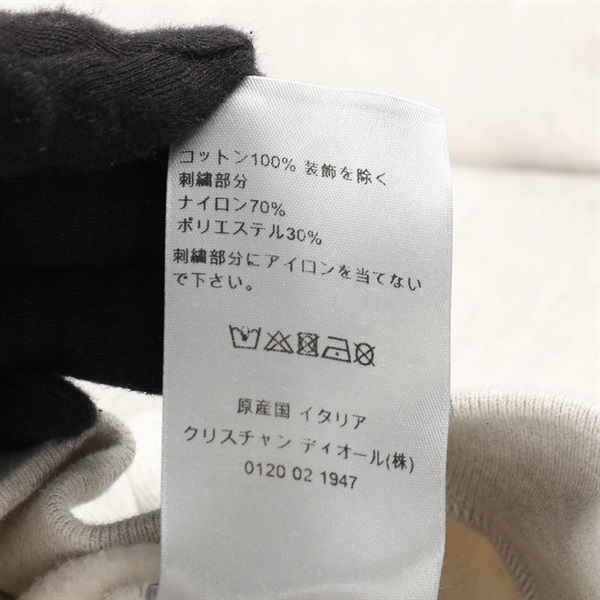 コットン100% 装飾を除く
刺繍部分
ナイロン70%
ポリエステル30%
刺繍部分にアイロンを当てない
で下さい。
原産国 イタリア
クリスチャン ディオール(株)
0120 02 1947